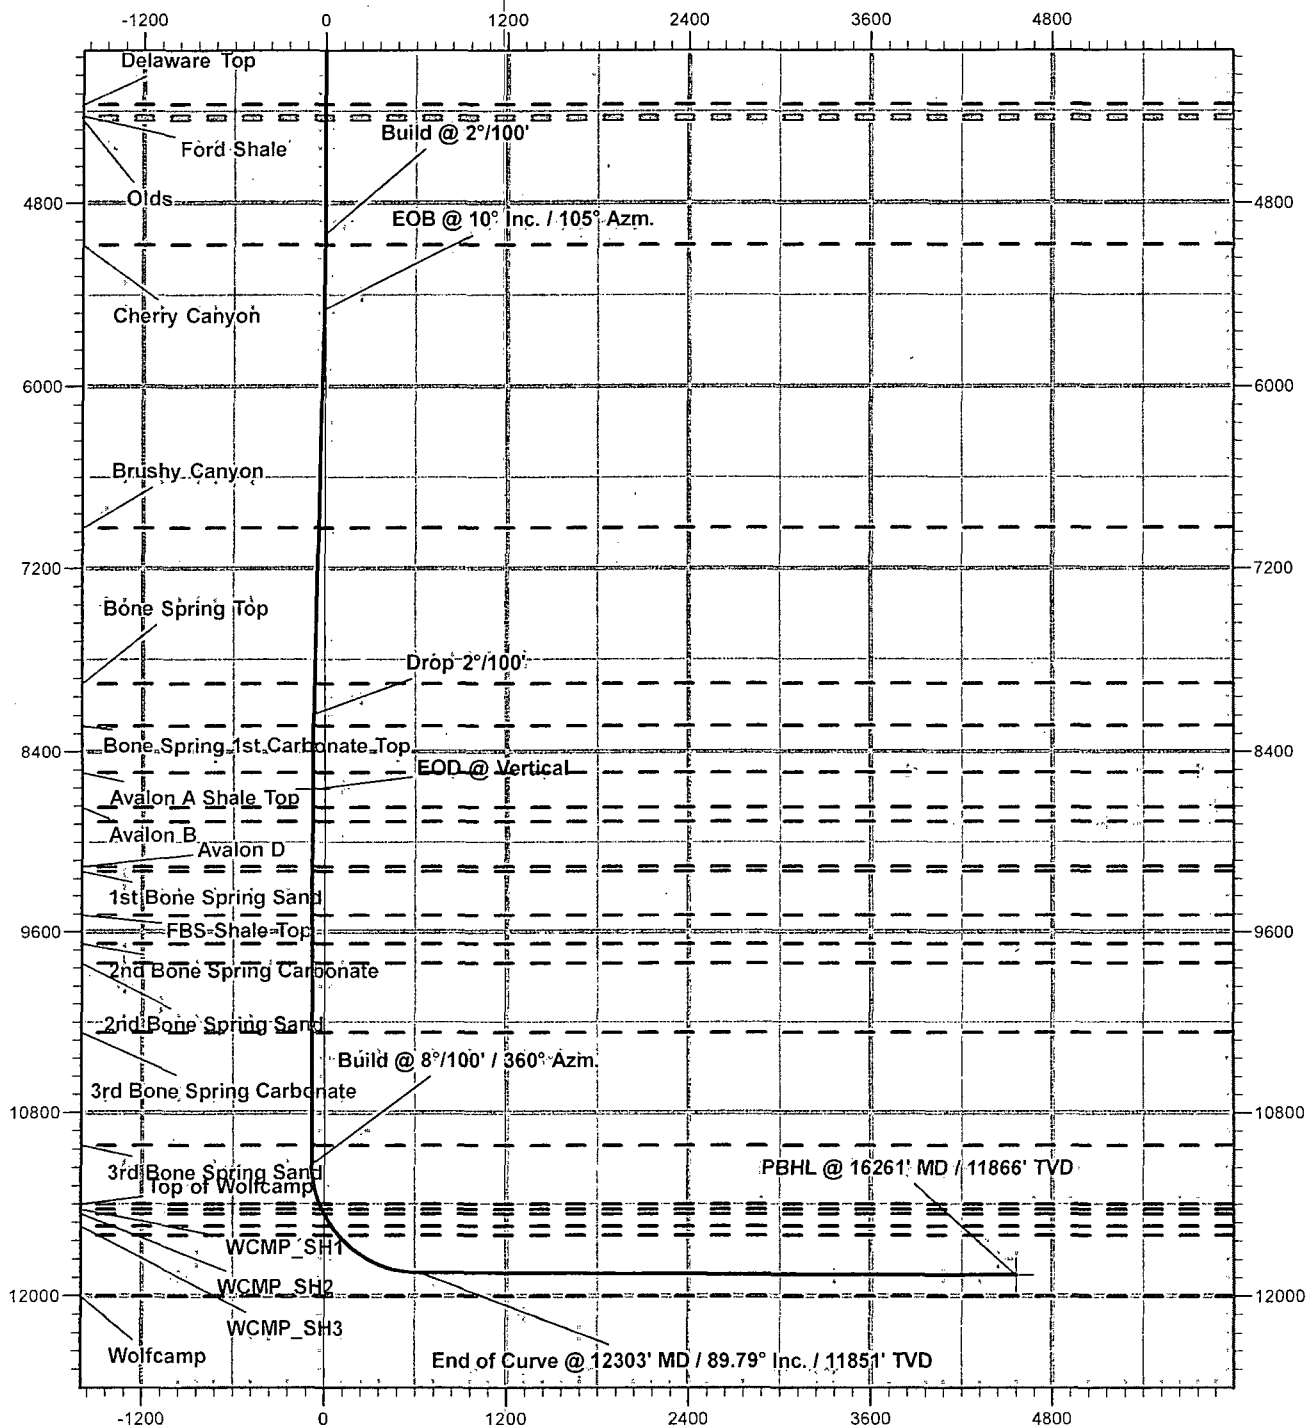 -1200 0 1200 2400 3600 4800
Delaware Top
Build @ 2°/100'
Ford Shale
Olds
4800 4800
EOB @ 10° Inc. / 105° Azm.
Cherry Canyon
6000 6000
Brushy Canyon
7200 7200
Bone Spring Top
Drop 2°/100'
Bone Spring 1st Carbonate Top
8400 8400
EOD @ Vertical
Avalon A Shale Top
Avalon B
Avalon D
1st Bone Spring Sand
FBS Shale Top
9600 9600
2nd Bone Spring Carbonate
2nd Bone Spring Sand
Build @ 8°/100' / 360° Azm.
3rd Bone Spring Carbonate
10800 10800
3rd Bone Spring Sand
PBHL @ 16261' MD / 11866' TVD
Top of Wolfcamp
WCMP_SH1
WCMP_SH2
12000 12000
WCMP_SH3
Wolfcamp
End of Curve @ 12303' MD / 89.79° Inc. / 11851' TVD
-1200 0 1200 2400 3600 4800